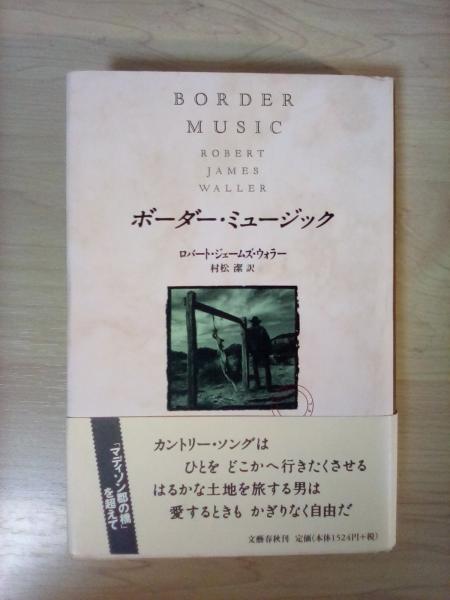 BORDER
MUSIC
ROBERT
JAMES
WALLER
ボーダー・ミュージック
ロバート・ジェームズ・ウォラー
村松 潔 訳
「マディソン郡の橋」
を超えて
カントリー・ソングは
ひとを どこかへ行きたくさせる
はるかな土地を旅する男は
愛するときも かぎりなく自由だ
文藝春秋刊 定価(本体1524円+税)